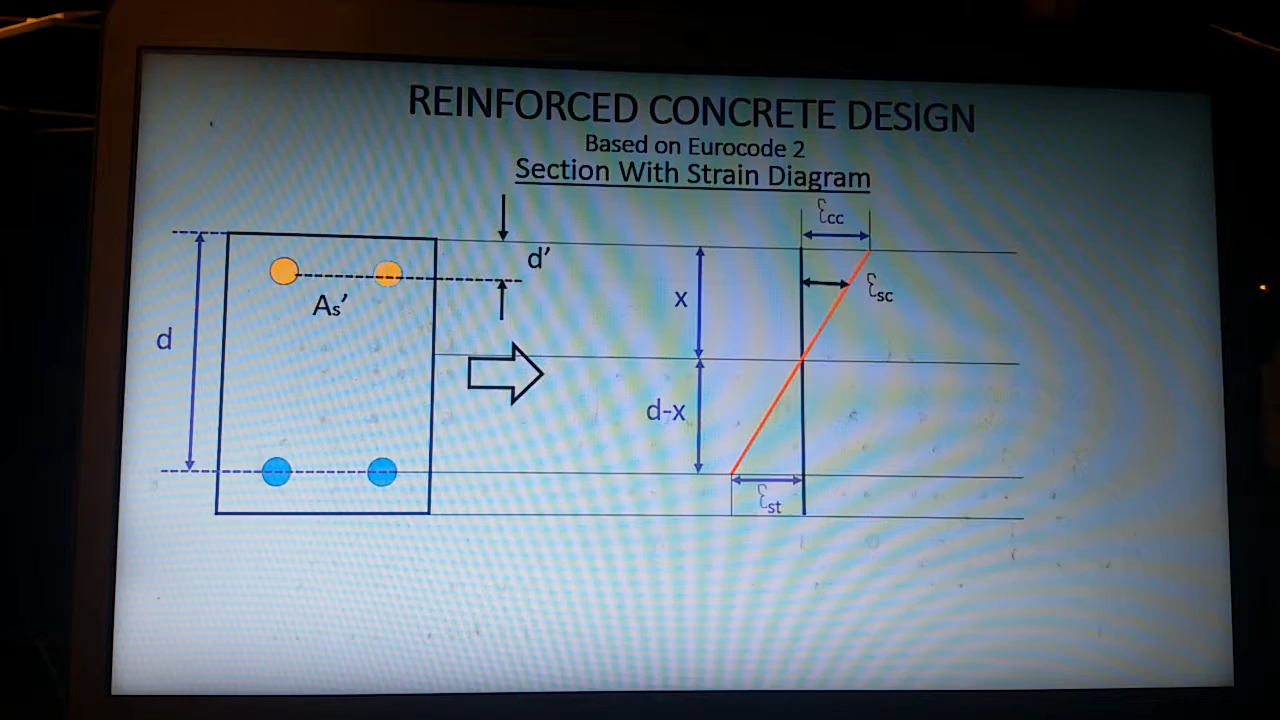 REINFORCED CONCRETE DESIGN
Based on Eurocode 2
Section With Strain Diagram
εcc
d'
εsc
As'
x
d
d-x
εst